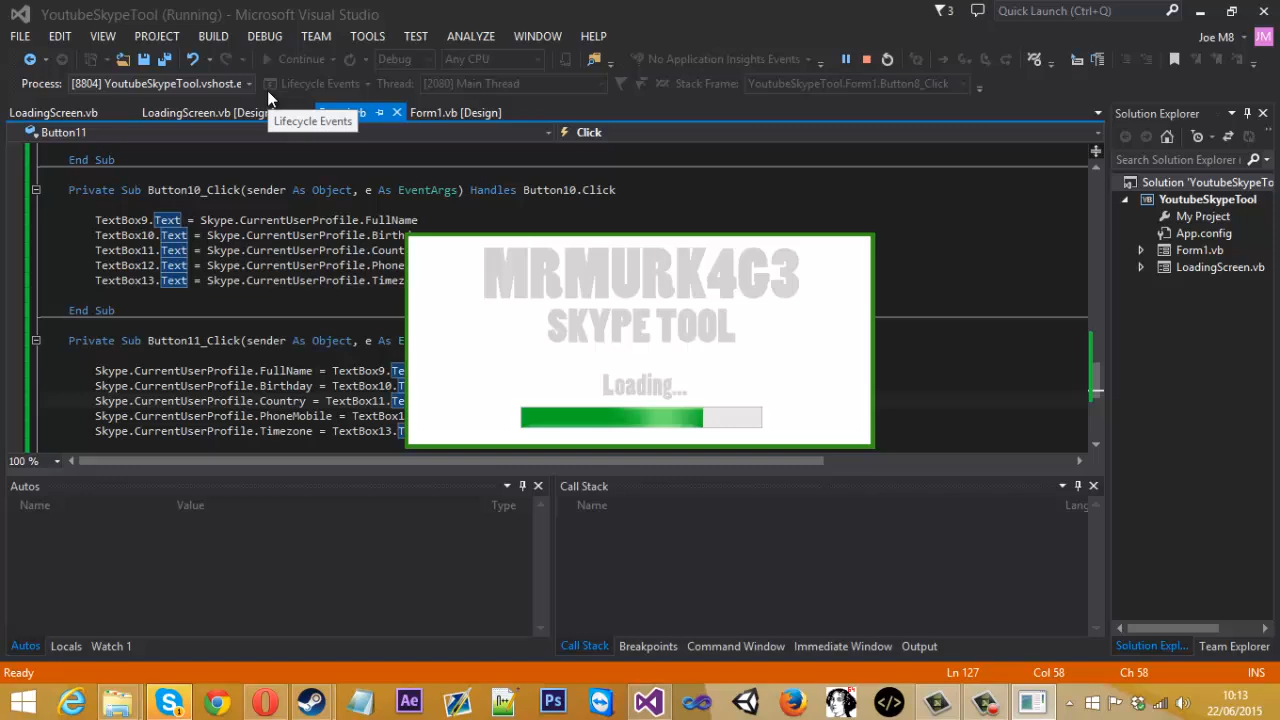 YoutubeSkypeTool (Running) - Microsoft Visual Studio
3
Quick Launch (Ctrl+Q)
FILE EDIT VIEW PROJECT BUILD DEBUG TEAM TOOLS TEST ANALYZE WINDOW HELP
Joe M8
JM
Continue
Debug
Any CPU
No Application Insights Events
Process: [8804] YoutubeSkypeTool.vshost.e
Lifecycle Events
Thread: [2080] Main Thread
Stack Frame: YoutubeSkypeTool.Form1.Button8_Click
LoadingScreen.vb
LoadingScreen.vb [Desig
Form1.vb [Design]
Lifecycle Events
Button11
Click
End Sub
Private Sub Button10_Click(sender As Object, e As EventArgs) Handles Button10.Click
TextBox9.Text = Skype.CurrentUserProfile.FullName
TextBox10.Text = Skype.CurrentUserProfile.Birth
TextBox11.Text = Skype.CurrentUserProfile.Count
TextBox12.Text = Skype.CurrentUserProfile.Phone
TextBox13.Text = Skype.CurrentUserProfile.Timez
End Sub
Private Sub Button11_Click(sender As Object, e As E
Skype.CurrentUserProfile.FullName = TextBox9.Te
Skype.CurrentUserProfile.Birthday = TextBox10.T
Skype.CurrentUserProfile.Country = TextBox11.Te
Skype.CurrentUserProfile.PhoneMobile = TextBox1
Skype.CurrentUserProfile.Timezone = TextBox13.T
100 %
MRMURK4G3
SKYPE TOOL
Loading...
Solution Explorer
Search Solution Explorer
Solution 'YoutubeSkypeTo
YoutubeSkypeTool
My Project
App.config
Form1.vb
LoadingScreen.vb
Autos
Name Value Type
Call Stack
Name Lang
Autos Locals Watch 1
Call Stack Breakpoints Command Window Immediate Window Output
Solution Expl... Team Explorer
Ready
Ln 127 Col 58 Ch 58 INS
Ae
Ps
10:13
22/06/2015